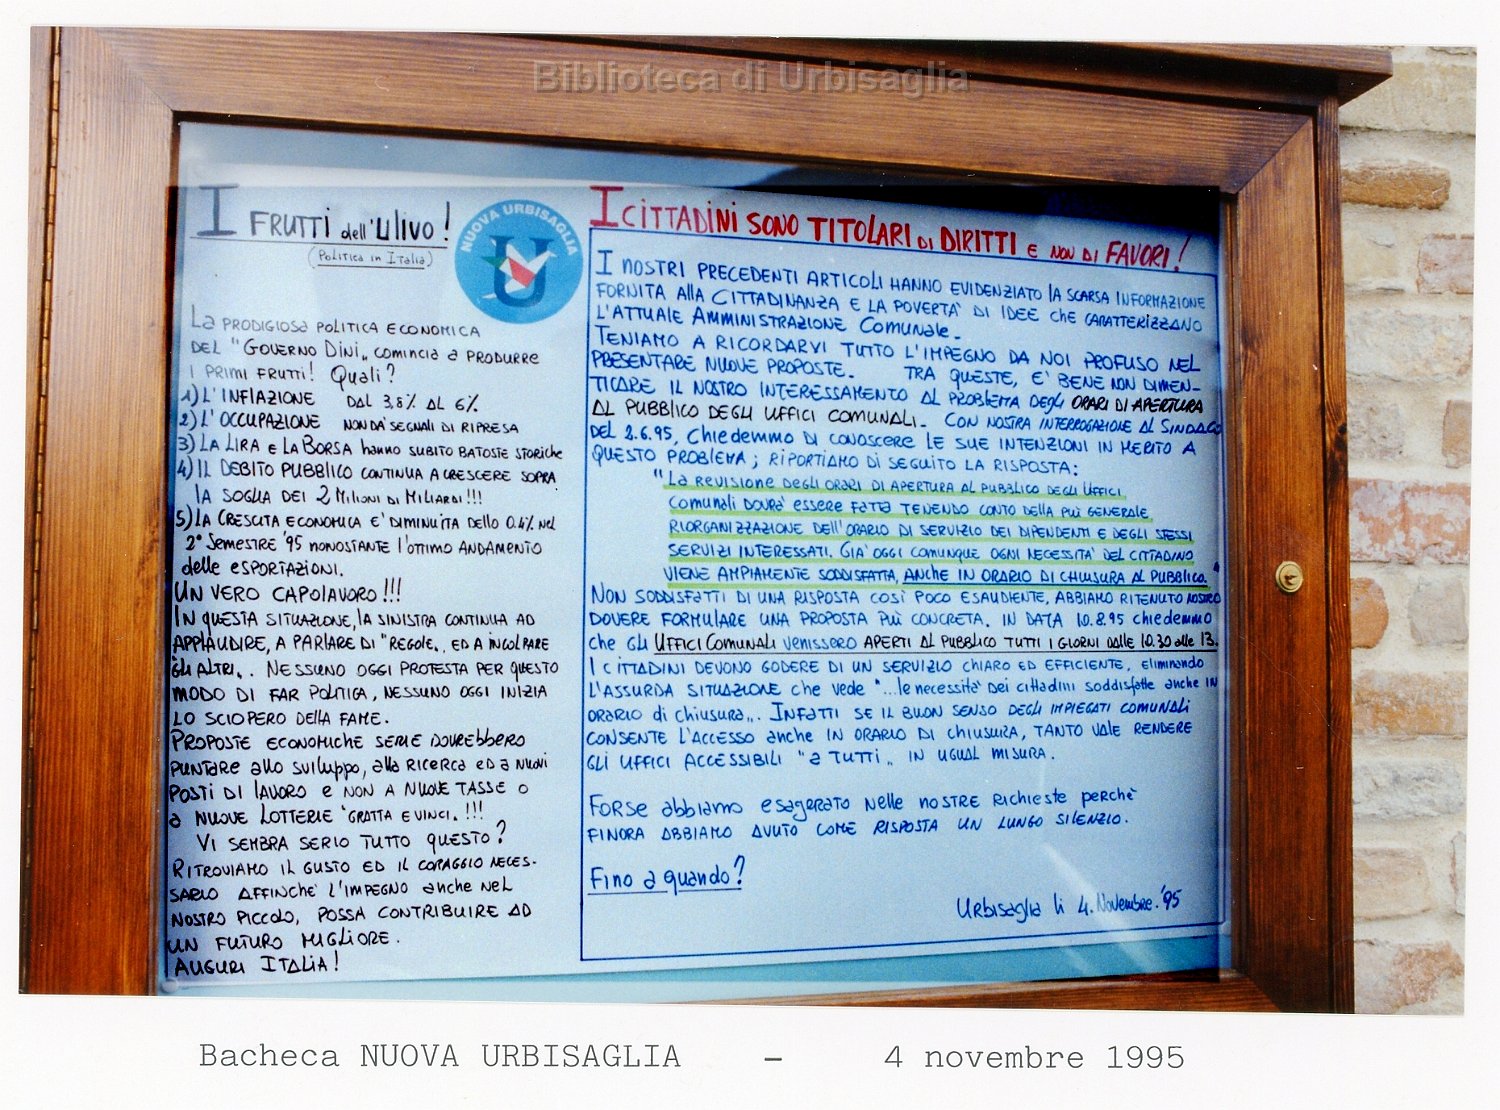 Biblioteca di Urbisaglia
I FRUTTI dell'ULIVO!
(POLITICA IN ITALIA)
NUOVA URBISAGLIA
U
LA PRODIGIOSA POLITICA ECONOMICA
DEL "GOVERNO DINI" COMINCIA A PRODURRE
I PRIMI FRUTTI! QUALI?
1) L'INFLAZIONE DAL 3,8% AL 6%.
2) L'OCCUPAZIONE NON DA' SEGNALI DI RIPRESA
3) LA LIRA E LA BORSA HANNO SUBITO BATOSTE STORICHE
4) IL DEBITO PUBBLICO CONTINUA A CRESCERE SOPRA
LA SOGLIA DEI 2 MILIONI DI MILIARDI!!!
5) LA CRESCITA ECONOMICA E' DIMINUITA DELLO 0.4% NEL
2° SEMESTRE '95 NONOSTANTE L'OTTIMO ANDAMENTO
delle ESPORTAZIONI.
UN VERO CAPOLAVORO!!!
IN QUESTA SITUAZIONE, LA SINISTRA CONTINUA AD
APPLAUDIRE, A PARLARE DI "REGOLE", ED A INCOLPARE
GLI ALTRI.. NESSUNO OGGI PROTESTA PER QUESTO
MODO DI FAR POLITICA, NESSUNO OGGI INIZIA
LO SCIOPERO DELLA FAME.
PROPOSTE ECONOMICHE SERIE DOVREBBERO
PUNTARE ALLO SVILUPPO, ALLA RICERCA ED A NUOVI
POSTI DI LAVORO E NON A NUOVE TASSE O
A NUOVE LOTTERIE "GRATTA E VINCI"!!!
VI SEMBRA SERIO TUTTO QUESTO?
RITROVIAMO IL GUSTO ED IL CORAGGIO NECES-
SARIO AFFINCHE' L'IMPEGNO ANCHE NEL
NOSTRO PICCOLO, POSSA CONTRIBUIRE AD
UN FUTURO MIGLIORE.
AUGURI ITALIA!
I CITTADINI SONO TITOLARI DI DIRITTI E NON DI FAVORI!
I NOSTRI PRECEDENTI ARTICOLI HANNO EVIDENZIATO LA SCARSA INFORMAZIONE
FORNITA ALLA CITTADINANZA E LA POVERTA' DI IDEE CHE CARATTERIZZANO
L'ATTUALE AMMINISTRAZIONE COMUNALE.
TENIAMO A RICORDARVI TUTTO L'IMPEGNO DA NOI PROFUSO NEL
PRESENTARE NUOVE PROPOSTE. TRA QUESTE, E' BENE NON DIMEN-
TICARE IL NOSTRO INTERESSAMENTO AL PROBLEMA DEGLI ORARI DI APERTURA
AL PUBBLICO DEGLI UFFICI COMUNALI. CON NOSTRA INTERROGAZIONE AL SINDACO
DEL 2.6.95, CHIEDEMMO DI CONOSCERE LE SUE INTENZIONI IN MERITO A
QUESTO PROBLEMA; RIPORTIAMO DI SEGUITO LA RISPOSTA:
"LA REVISIONE DEGLI ORARI DI APERTURA AL PUBBLICO DEGLI UFFICI
COMUNALI DOVRA' ESSERE FATTA TENENDO CONTO DELLA PIU' GENERALE
RIORGANIZZAZIONE DELL'ORARIO DI SERVIZIO DEI DIPENDENTI E DEGLI STESSI
SERVIZI INTERESSATI. GIA' OGGI COMUNQUE OGNI NECESSITA' DEL CITTADINO
VIENE AMPIAMENTE SODDISFATTA, ANCHE IN ORARIO DI CHIUSURA AL PUBBLICO."
NON SODDISFATTI DI UNA RISPOSTA COSI' POCO ESAUDIENTE, ABBIAMO RITENUTO NOSTRO
DOVERE FORMULARE UNA PROPOSTA PIU' CONCRETA. IN DATA 10.8.95 CHIEDEMMO
CHE GLI UFFICI COMUNALI VENISSERO APERTI AL PUBBLICO TUTTI I GIORNI DALLE 10.30 ALLE 13.
I CITTADINI DEVONO GODERE DI UN SERVIZIO CHIARO ED EFFICIENTE, ELIMINANDO
L'ASSURDA SITUAZIONE CHE VEDE "...LE NECESSITA' DEI CITTADINI SODDISFATTE ANCHE IN
ORARIO DI CHIUSURA". INFATTI SE IL BUON SENSO DEGLI IMPIEGATI COMUNALI
CONSENTE L'ACCESSO ANCHE IN ORARIO DI CHIUSURA, TANTO VALE RENDERE
GLI UFFICI ACCESSIBILI "A TUTTI" IN UGUAL MISURA.
FORSE ABBIAMO ESAGERATO NELLE NOSTRE RICHIESTE PERCHE'
FINORA ABBIAMO AVUTO COME RISPOSTA UN LUNGO SILENZIO.
Fino a quando?
Urbisaglia li 4. Novembre.'95
Bacheca NUOVA URBISAGLIA - 4 novembre 1995